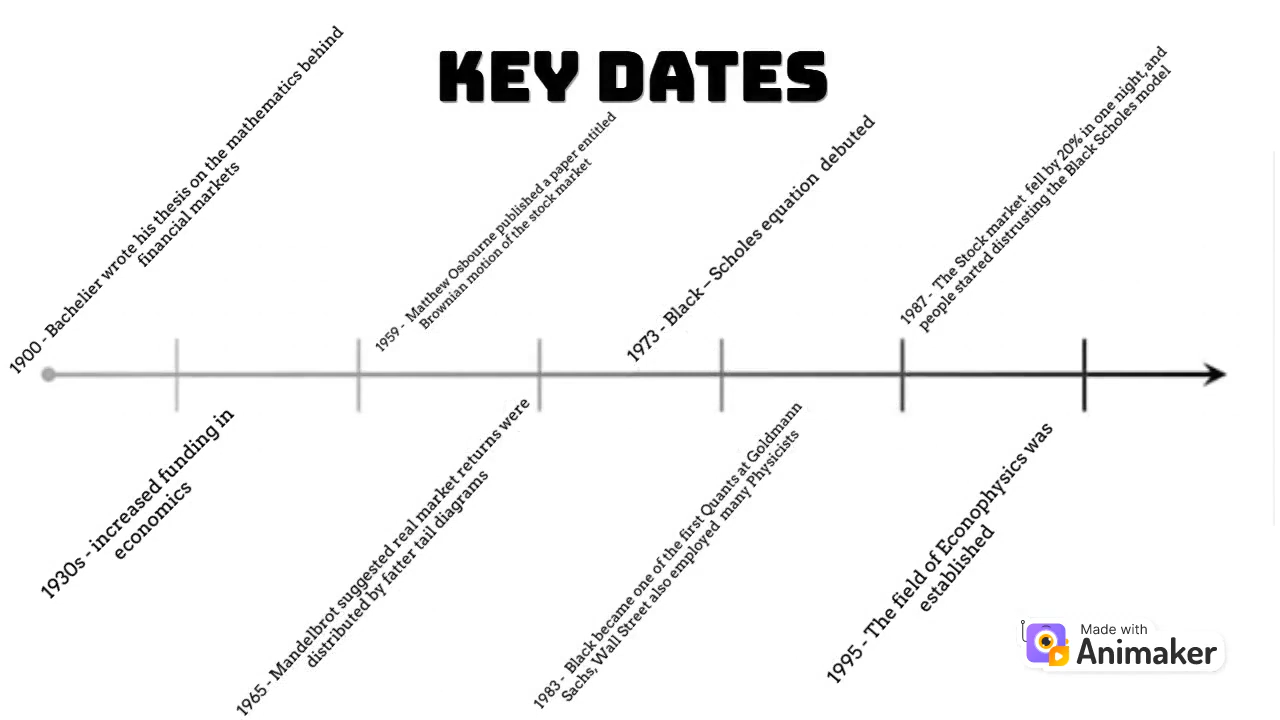 KEY DATES
1900 - Bachelier wrote his thesis on the mathematics behind
financial markets
1930s - increased funding in
economics
1959 - Matthew Osbourne published a paper entitled
Brownian motion of the stock market
1965 - Mandelbrot suggested real market returns were
distributed by fatter tail diagrams
1973 - Black – Scholes equation debuted
1983 - Black became one of the first Quants at Goldmann
Sachs, Wall Street also employed many Physicists
1987 - The Stock market fell by 20% in one night, and
people started distrusting the Black Scholes model
1995 - The field of Econophysics was
established
Made with
Animaker